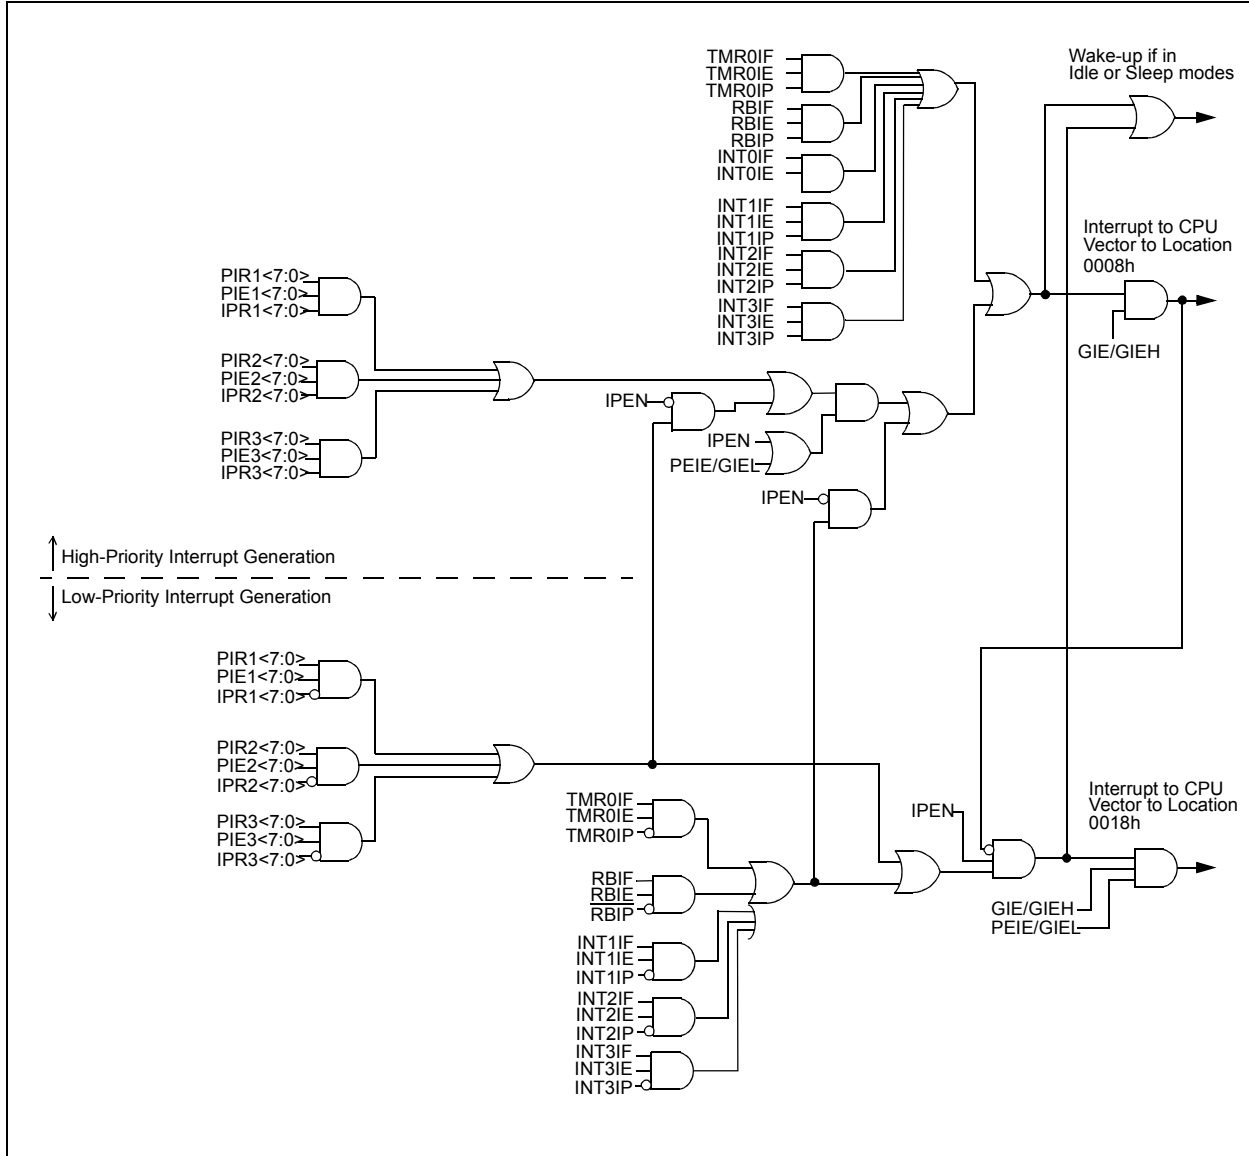 TMR0IF
TMR0IE
TMR0IP
RBIF
RBIE
RBIP
INT0IF
INT0IE
INT1IF
INT1IE
INT1IP
INT2IF
INT2IE
INT2IP
INT3IF
INT3IE
INT3IP
Wake-up if in
Idle or Sleep modes
Interrupt to CPU
Vector to Location
0008h
GIE/GIEH
PIR1<7:0>
PIE1<7:0>
IPR1<7:0>
PIR2<7:0>
PIE2<7:0>
IPR2<7:0>
PIR3<7:0>
PIE3<7:0>
IPR3<7:0>
IPEN
IPEN
PEIE/GIEL
IPEN
High-Priority Interrupt Generation
Low-Priority Interrupt Generation
PIR1<7:0>
PIE1<7:0>
IPR1<7:0>
PIR2<7:0>
PIE2<7:0>
IPR2<7:0>
PIR3<7:0>
PIE3<7:0>
IPR3<7:0>
TMR0IF
TMR0IE
TMR0IP
RBIF
RBIE
RBIP
INT1IF
INT1IE
INT1IP
INT2IF
INT2IE
INT2IP
INT3IF
INT3IE
INT3IP
IPEN
Interrupt to CPU
Vector to Location
0018h
GIE/GIEH
PEIE/GIEL